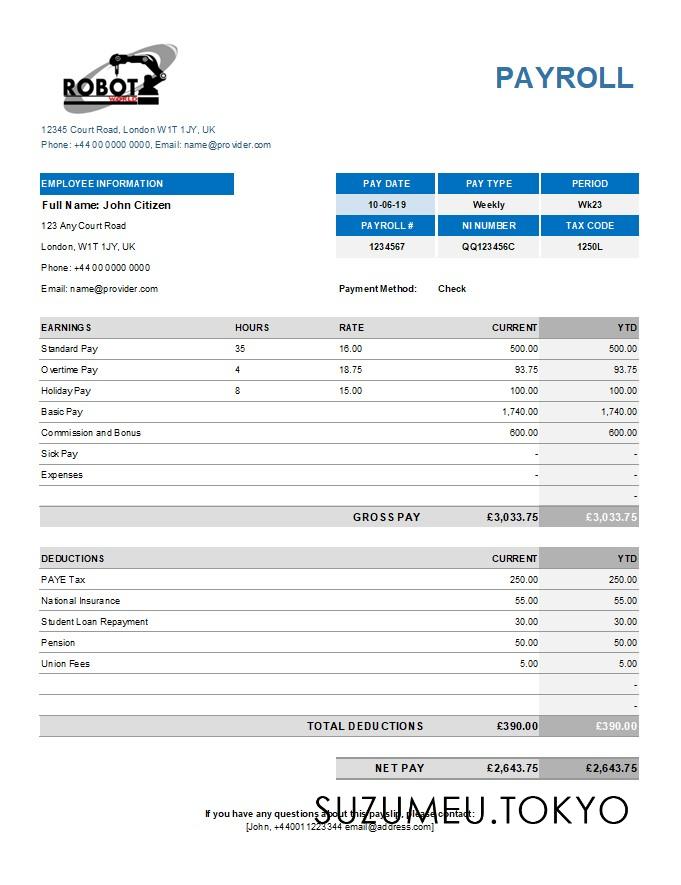 ROBOT
WORLD
PAYROLL
12345 Court Road, London W1T 1JY, UK
Phone: +44 00 0000 0000, Email: name@provider.com
EMPLOYEE INFORMATION
PAY DATE PAY TYPE PERIOD
Full Name: John Citizen
10-06-19 Weekly Wk23
123 Any Court Road
PAYROLL # NI NUMBER TAX CODE
London, W1T 1JY, UK
1234567 QQ123456C 1250L
Phone: +44 00 0000 0000
Email: name@provider.com
Payment Method: Check
EARNINGS HOURS RATE CURRENT YTD
Standard Pay 35 16.00 500.00 500.00
Overtime Pay 4 18.75 93.75 93.75
Holiday Pay 8 15.00 100.00 100.00
Basic Pay 1,740.00 1,740.00
Commission and Bonus 600.00 600.00
Sick Pay - -
Expenses - -
-
GROSS PAY £3,033.75 £3,033.75
DEDUCTIONS CURRENT YTD
PAYE Tax 250.00 250.00
National Insurance 55.00 55.00
Student Loan Repayment 30.00 30.00
Pension 50.00 50.00
Union Fees 5.00 5.00
-
-
TOTAL DEDUCTIONS £390.00 £390.00
NET PAY £2,643.75 £2,643.75
If you have any questions about this payslip, please contact:
[John, +440011223344 email@address.com]
SUZUMEU.TOKYO